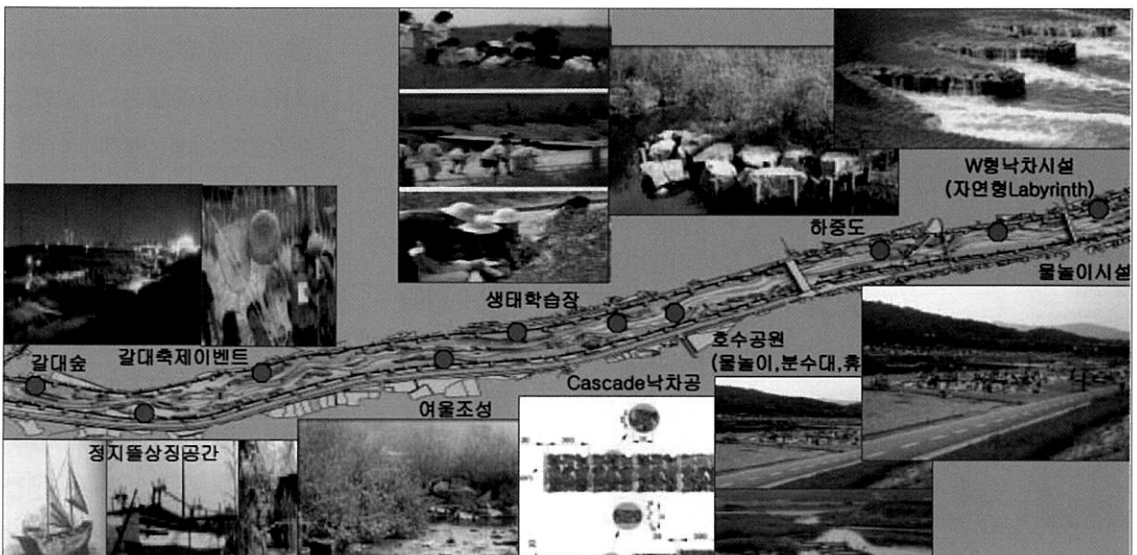 W형낙차시설
(자연형Labyrinth)
하중도
물놀이시설
생태학습장
호수공원
(물놀이,분수대,휴
갈대숲
갈대축제이벤트
Cascade낙차공
여울조성
정지뜰상징공간